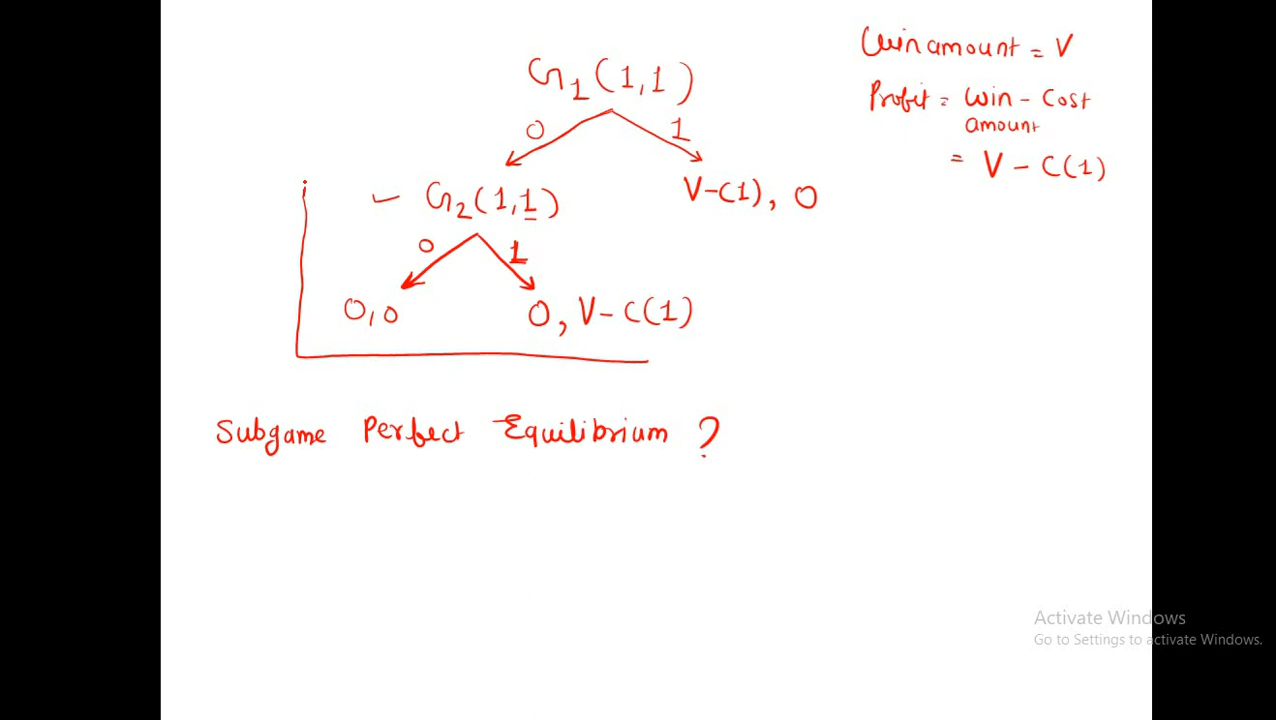 G1(1,1)
0 1
G2(1,1)
V-C(1), 0
0 1
0,0
0, V-C(1)
Win amount = V
Profit = Win - Cost
amount
= V - C(1)
Subgame Perfect Equilibrium ?
Activate Windows
Go to Settings to activate Windows.